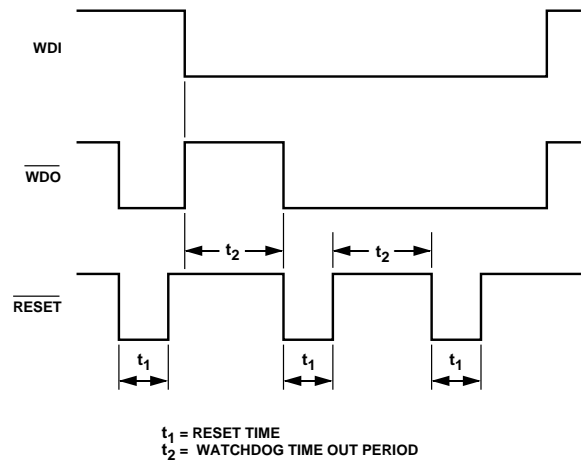 WDI
WDO
t2
t2
RESET
t1
t1
t1
t1 = RESET TIME
t2 = WATCHDOG TIME OUT PERIOD